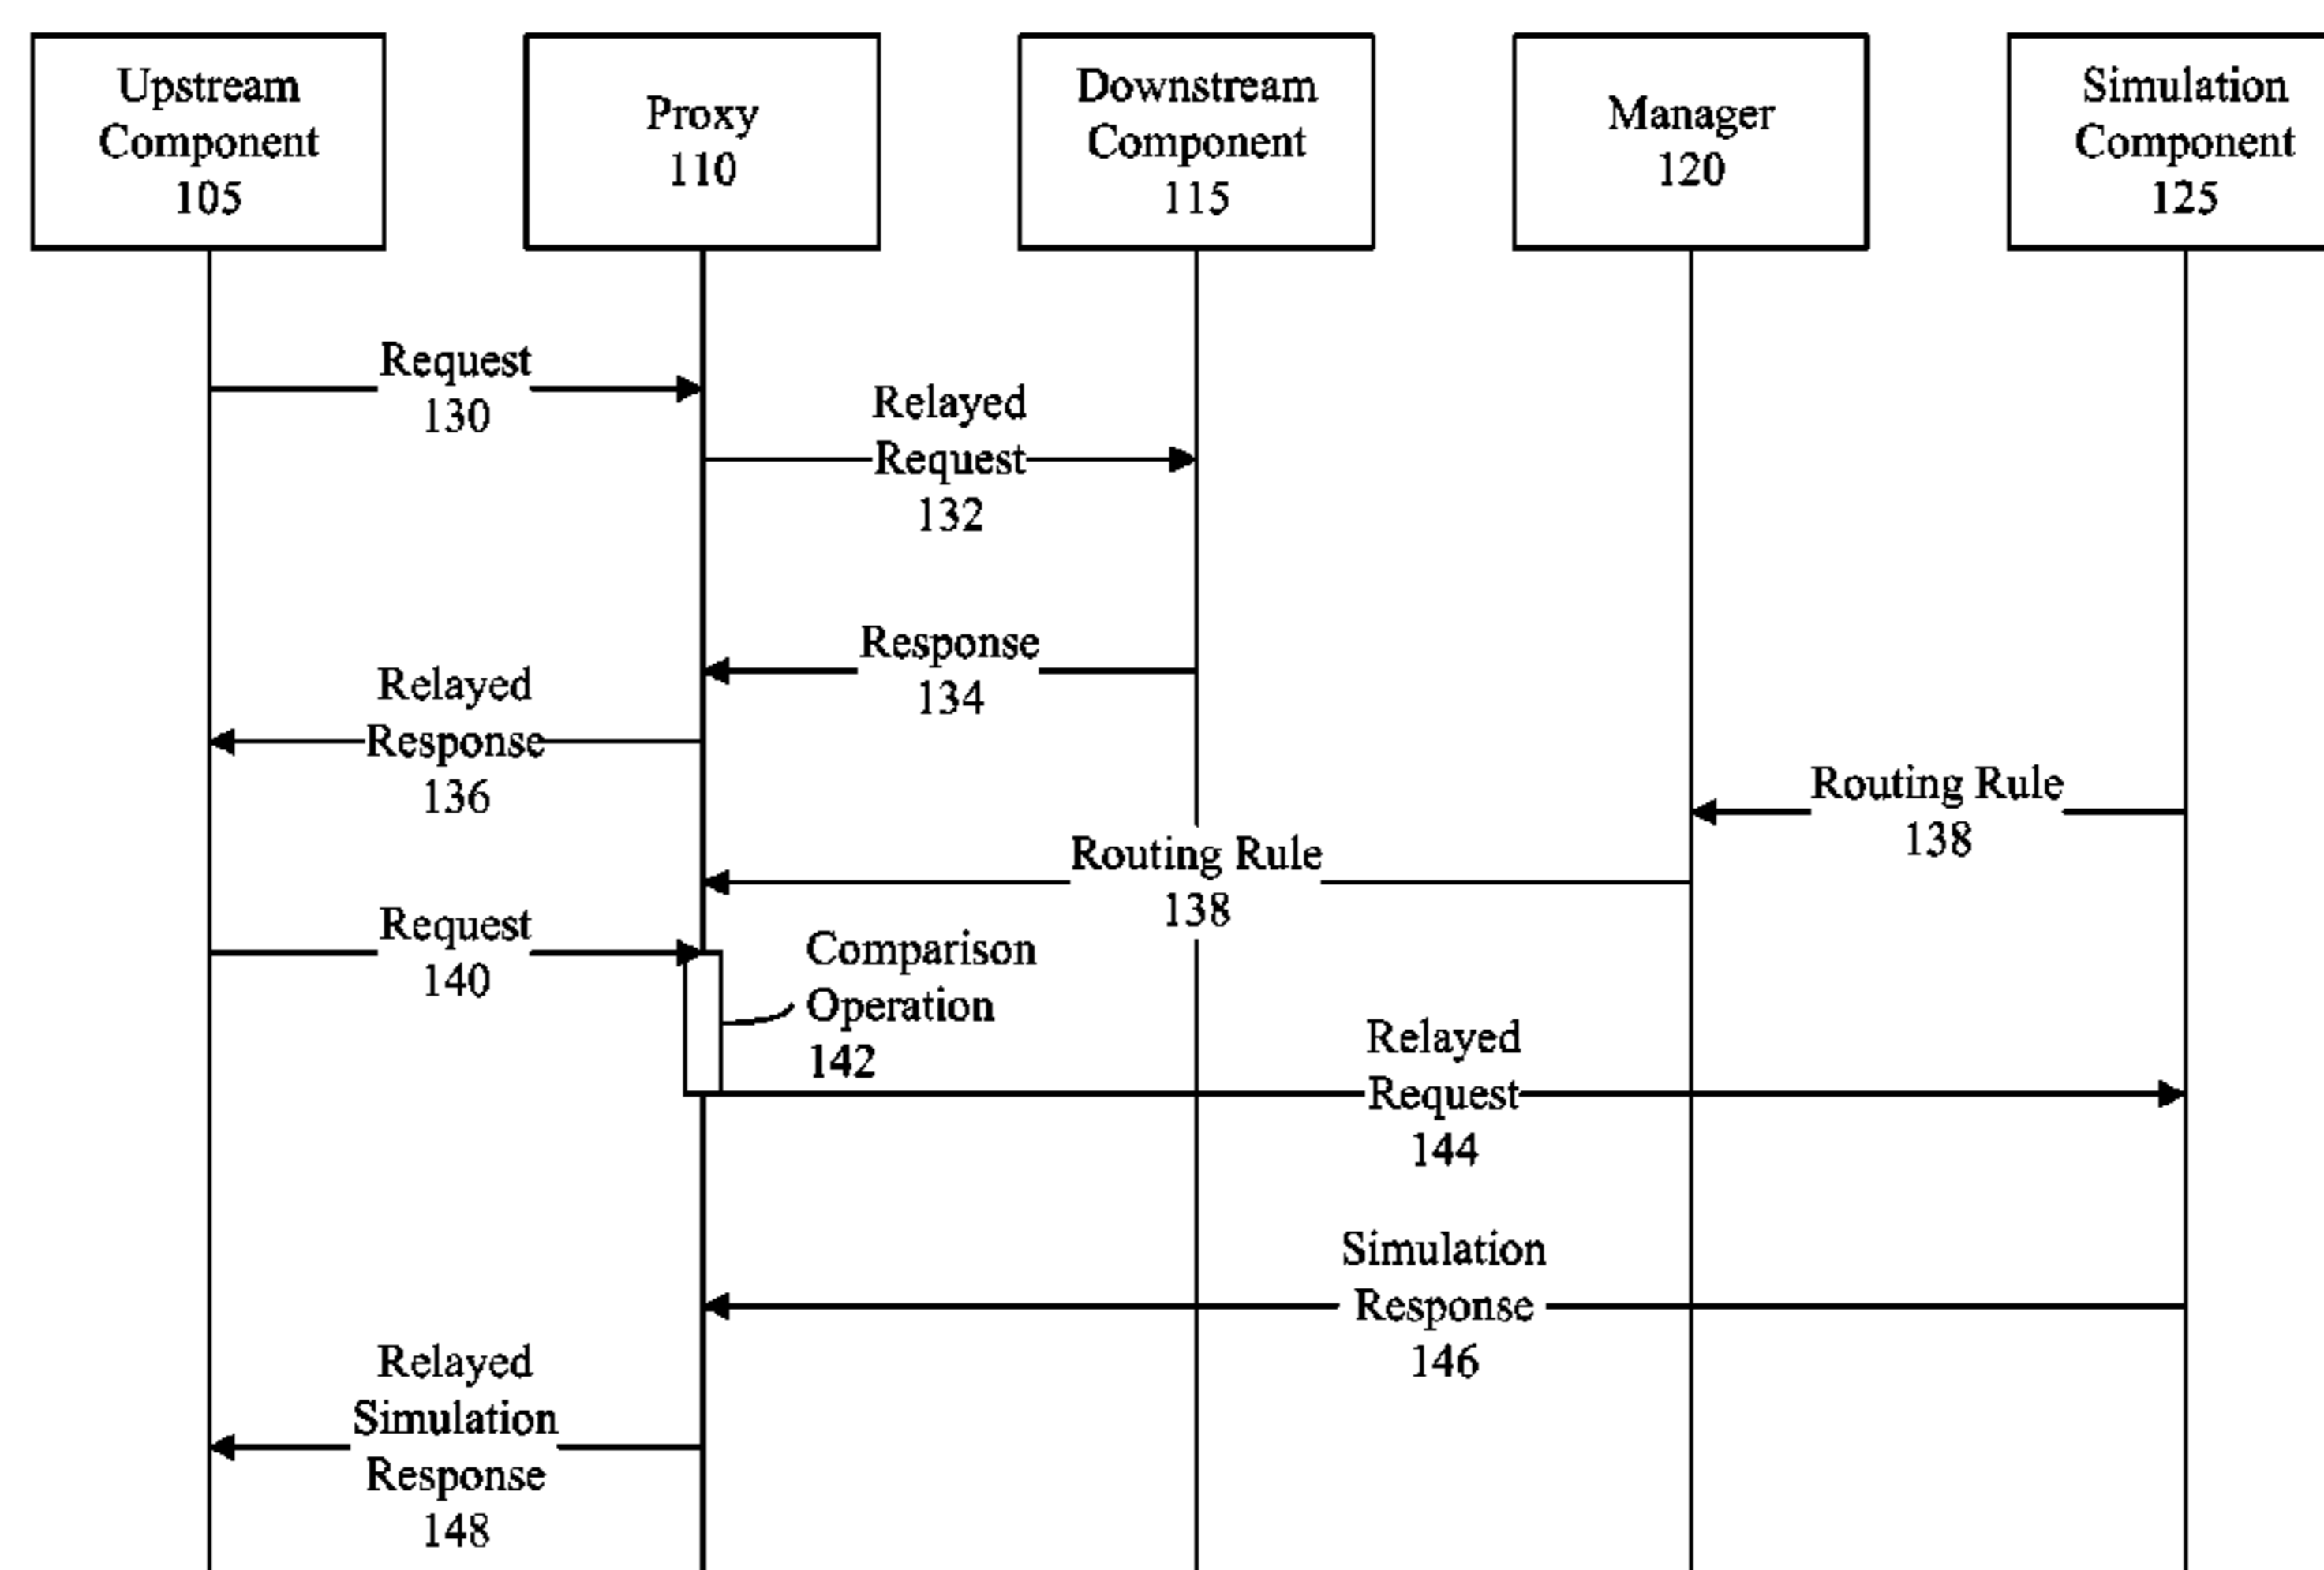 Upstream
Component
105
Proxy
110
Downstream
Component
115
Manager
120
Simulation
Component
125
Request
130
Relayed
Request
132
Response
134
Relayed
Response
136
Routing Rule
138
Routing Rule
138
Request
140
Comparison
Operation
142
Relayed
Request
144
Simulation
Response
146
Relayed
Simulation
Response
148